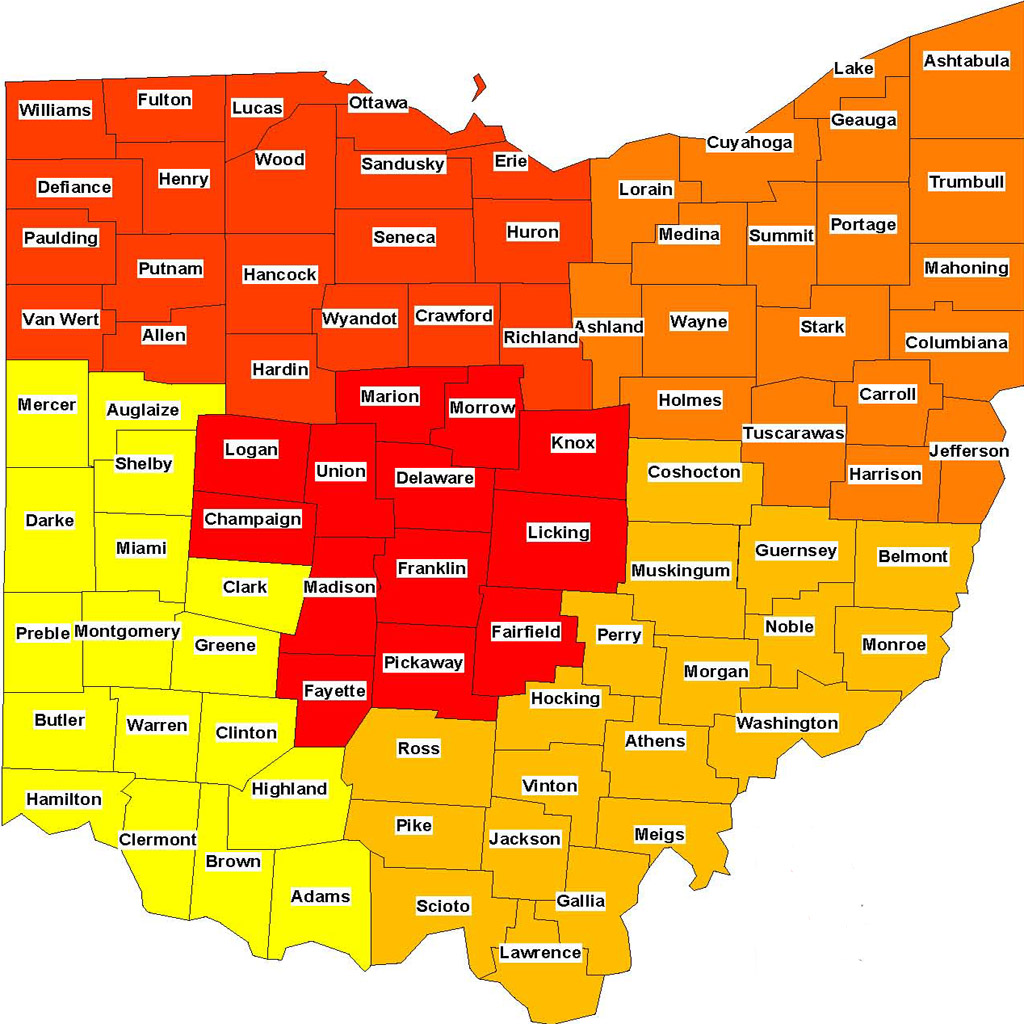 Lake
Ashtabula
Williams
Fulton
Lucas
Ottawa
Geauga
Cuyahoga
Wood
Sandusky
Erie
Defiance
Henry
Lorain
Trumbull
Paulding
Seneca
Huron
Medina
Summit
Portage
Putnam
Hancock
Mahoning
Van Wert
Allen
Wyandot
Crawford
Richland
Ashland
Wayne
Stark
Columbiana
Hardin
Mercer
Auglaize
Marion
Morrow
Holmes
Carroll
Logan
Union
Knox
Tuscarawas
Jefferson
Shelby
Delaware
Coshocton
Harrison
Darke
Champaign
Licking
Miami
Clark
Madison
Franklin
Muskingum
Guernsey
Belmont
Preble
Montgomery
Greene
Fairfield
Perry
Noble
Monroe
Fayette
Pickaway
Hocking
Morgan
Butler
Warren
Clinton
Ross
Athens
Washington
Hamilton
Highland
Vinton
Clermont
Pike
Jackson
Meigs
Brown
Adams
Scioto
Gallia
Lawrence